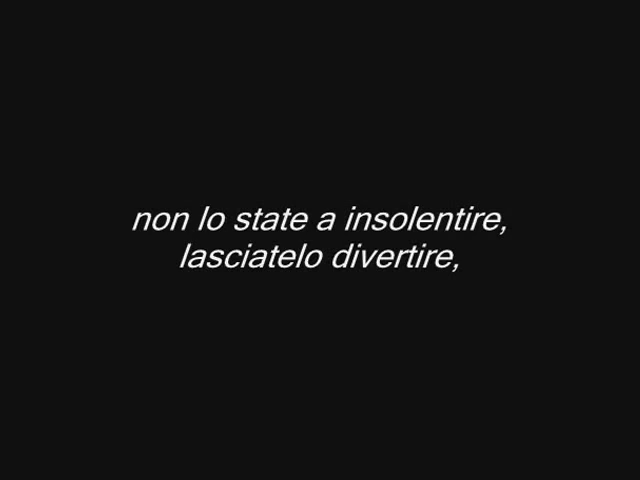 non lo state a insolentire,
lasciatelo divertire,